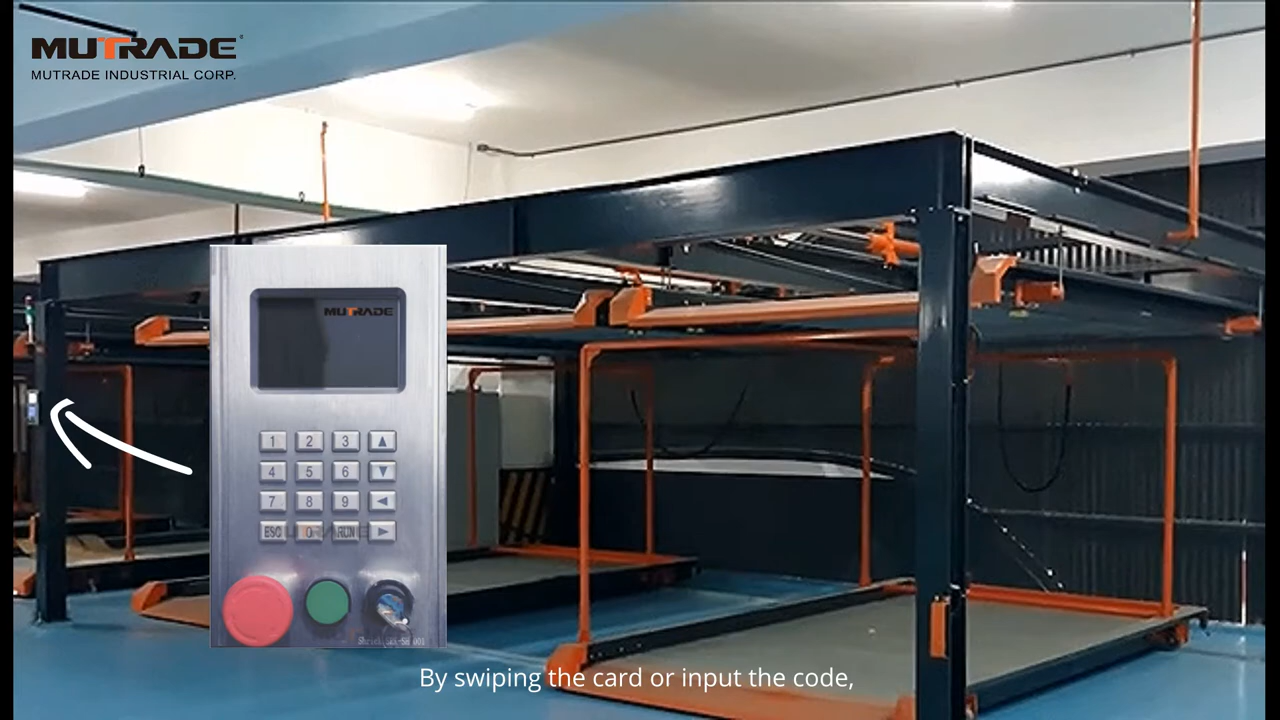 MUTRADE
MUTRADE INDUSTRIAL CORP.
MUTRADE
1 2 3
4 5 6
7 8 9
ESC 0 RUN
By swiping the card or input the code,